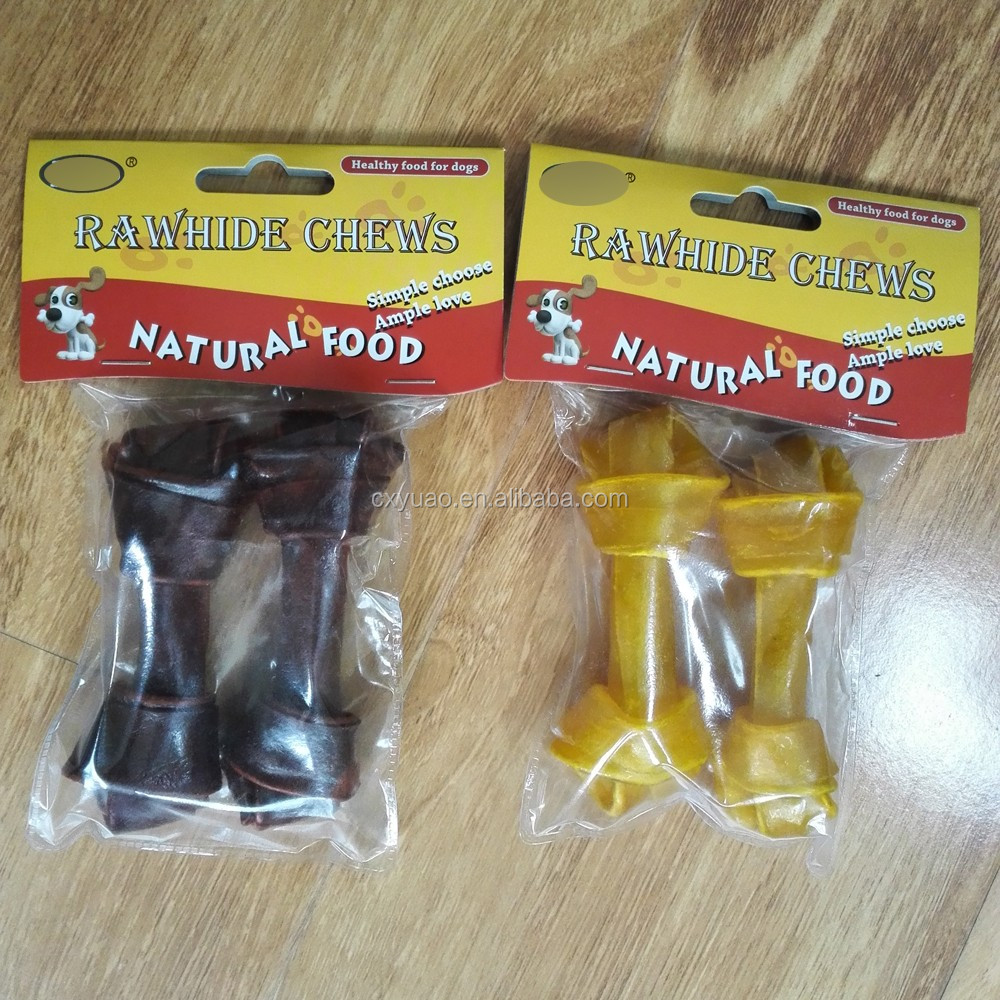 ®
Healthy food for dogs
RAWHIDE CHEWS
Simple choose
Ample love
NATURAL FOOD
®
Healthy food for dogs
RAWHIDE CHEWS
Simple choose
Ample love
NATURAL FOOD
cxyuao.en.alibaba.com